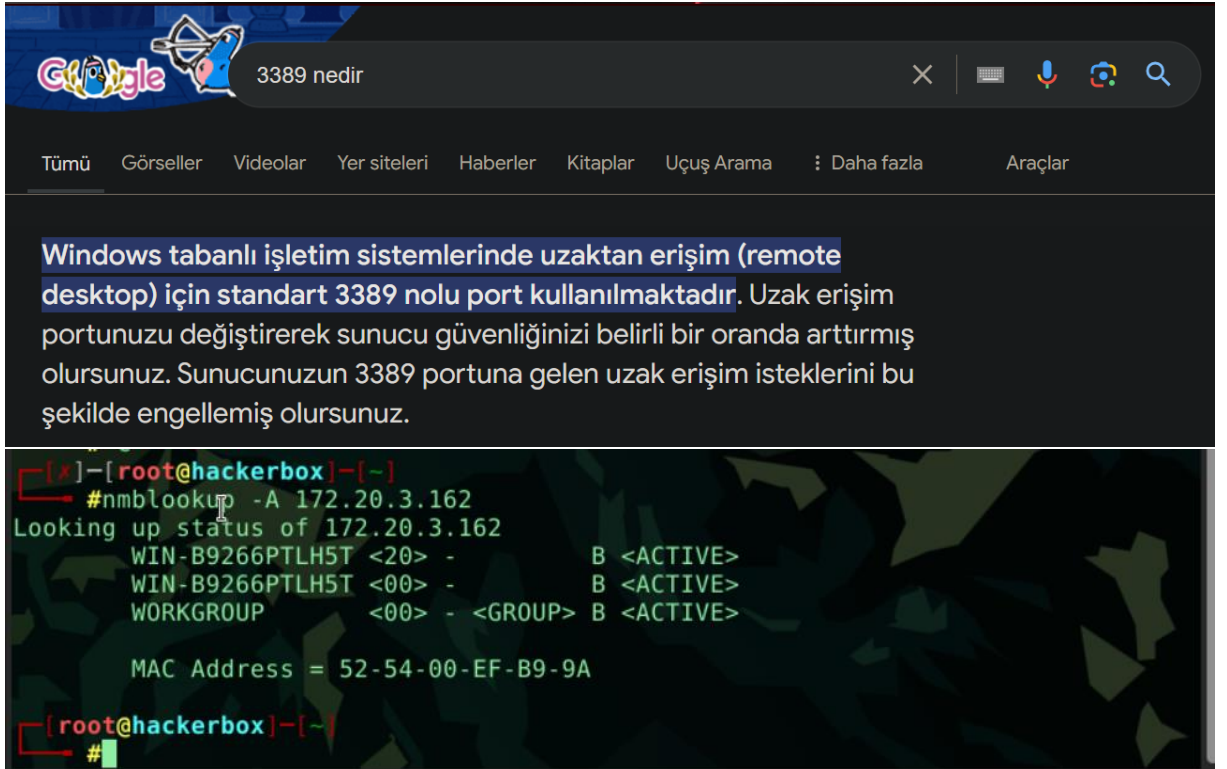 Google
3389 nedir
Tümü Görseller Videolar Yer siteleri Haberler Kitaplar Uçuş Arama Daha fazla Araçlar
Windows tabanlı işletim sistemlerinde uzaktan erişim (remote
desktop) için standart 3389 nolu port kullanılmaktadır. Uzak erişim
portunuzu değiştirerek sunucu güvenliğinizi belirli bir oranda arttırmış
olursunuz. Sunucunuzun 3389 portuna gelen uzak erişim isteklerini bu
şekilde engellemiş olursunuz.
[x]─[root@hackerbox]─[~]
#nmblookup -A 172.20.3.162
Looking up status of 172.20.3.162
WIN-B9266PTLH5T <20> - B <ACTIVE>
WIN-B9266PTLH5T <00> - B <ACTIVE>
WORKGROUP <00> - <GROUP> B <ACTIVE>
MAC Address = 52-54-00-EF-B9-9A
[root@hackerbox]─[~]
#